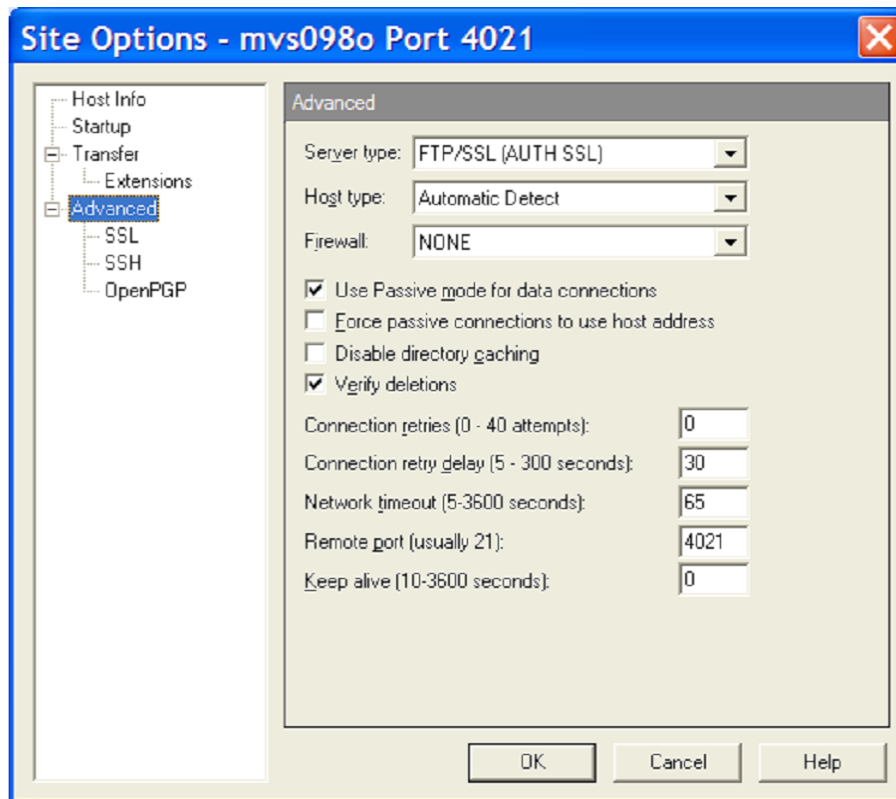 Site Options - mvs098o Port 4021
Host Info
Startup
Transfer
Extensions
Advanced
SSL
SSH
OpenPGP
Advanced
Server type: FTP/SSL (AUTH SSL)
Host type: Automatic Detect
Firewall: NONE
Use Passive mode for data connections
Force passive connections to use host address
Disable directory caching
Verify deletions
Connection retries (0 - 40 attempts): 0
Connection retry delay (5 - 300 seconds): 30
Network timeout (5-3600 seconds): 65
Remote port (usually 21): 4021
Keep alive (10-3600 seconds): 0
OK Cancel Help